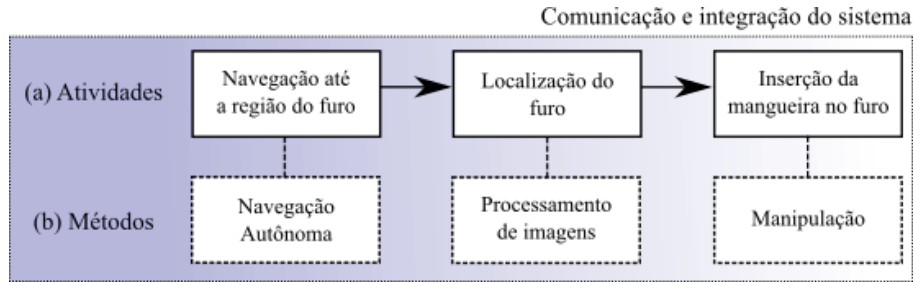 Comunicação e integração do sistema
(a) Atividades
Navegação até
a região do furo
Localização do
furo
Inserção da
mangueira no furo
(b) Métodos
Navegação
Autônoma
Processamento
de imagens
Manipulação